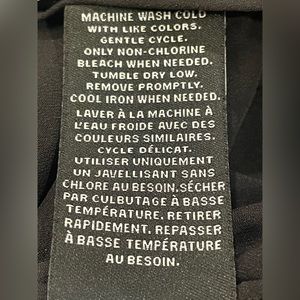 MACHINE WASH COLD
WITH LIKE COLORS.
GENTLE CYCLE.
ONLY NON-CHLORINE
BLEACH WHEN NEEDED.
TUMBLE DRY LOW.
REMOVE PROMPTLY.
COOL IRON WHEN NEEDED.
LAVER À LA MACHINE À
L'EAU FROIDE AVEC DES
COULEURS SIMILAIRES.
CYCLE DÉLICAT.
UTILISER UNIQUEMENT
UN JAVELLISANT SANS
CHLORE AU BESOIN.SÉCHER
PAR CULBUTAGE À BASSE
TEMPÉRATURE. RETIRER
RAPIDEMENT. REPASSER
À BASSE TEMPÉRATURE
AU BESOIN.